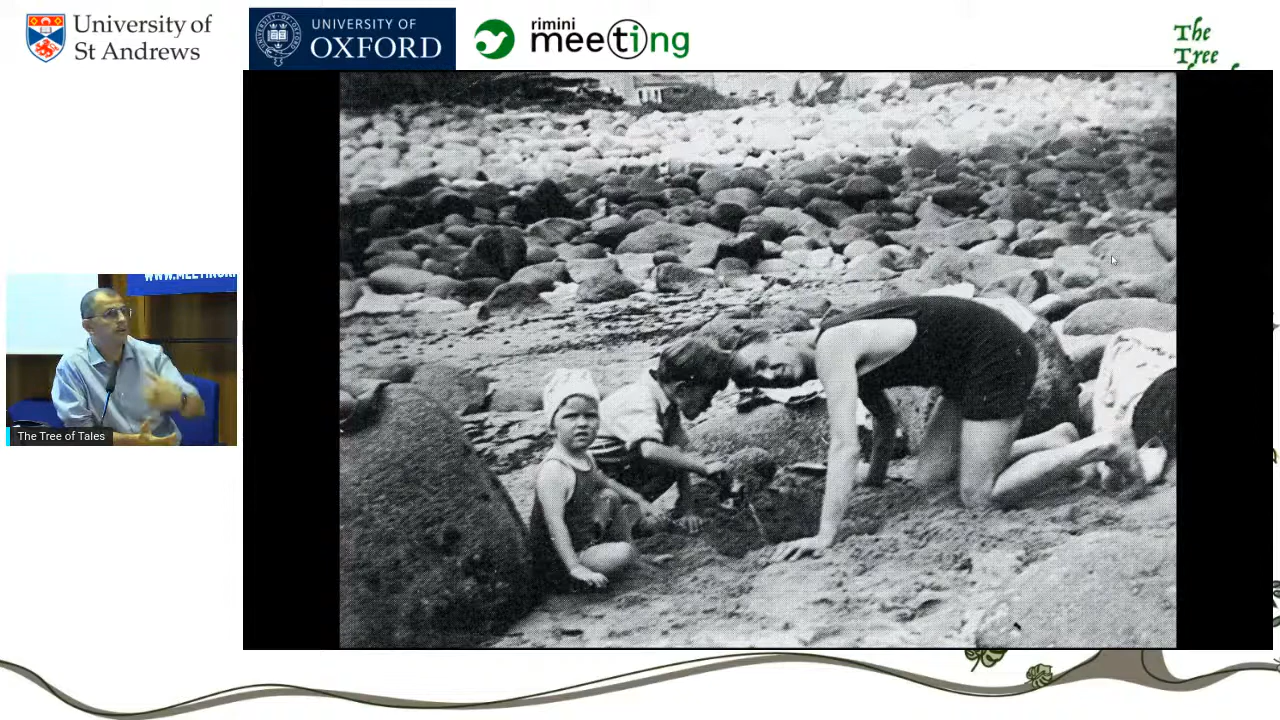 University of
St Andrews
UNIVERSITY OF
OXFORD
rimini
meeting
The
Tree
The Tree of Tales